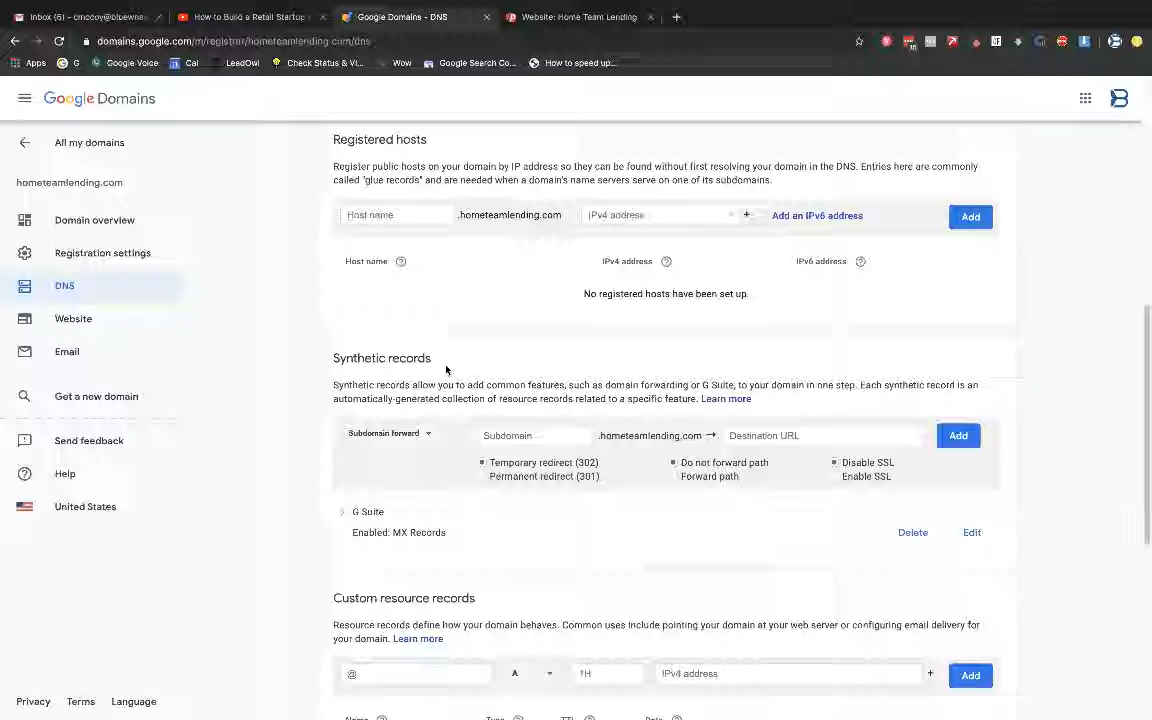 Inbox (5) - cmccoy@bluewne
How to Build a Retail Startup
Google Domains - DNS
Website: Home Team Lending
domains.google.com/m/registrar/hometeamlending.com/dns
Apps
G
Google Voice
Cal
LeadOwl
Check Status & Vi...
Wow
Google Search Co...
How to speed up...
Google Domains
All my domains
hometeamlending.com
Domain overview
Registration settings
DNS
Website
Email
Get a new domain
Send feedback
Help
United States
Privacy
Terms
Language
Registered hosts
Register public hosts on your domain by IP address so they can be found without first resolving your domain in the DNS. Entries here are commonly
called "glue records" and are needed when a domain's name servers serve on one of its subdomains.
Host name .hometeamlending.com IPv4 address + Add an IPv6 address Add
Host name IPv4 address IPv6 address
No registered hosts have been set up.
Synthetic records
Synthetic records allow you to add common features, such as domain forwarding or G Suite, to your domain in one step. Each synthetic record is an
automatically-generated collection of resource records related to a specific feature. Learn more
Subdomain forward Subdomain .hometeamlending.com → Destination URL Add
Temporary redirect (302) Do not forward path Disable SSL
Permanent redirect (301) Forward path Enable SSL
G Suite
Enabled: MX Records Delete Edit
Custom resource records
Resource records define how your domain behaves. Common uses include pointing your domain at your web server or configuring email delivery for
your domain. Learn more
@ A 1H IPv4 address + Add
Name Type TTL Data